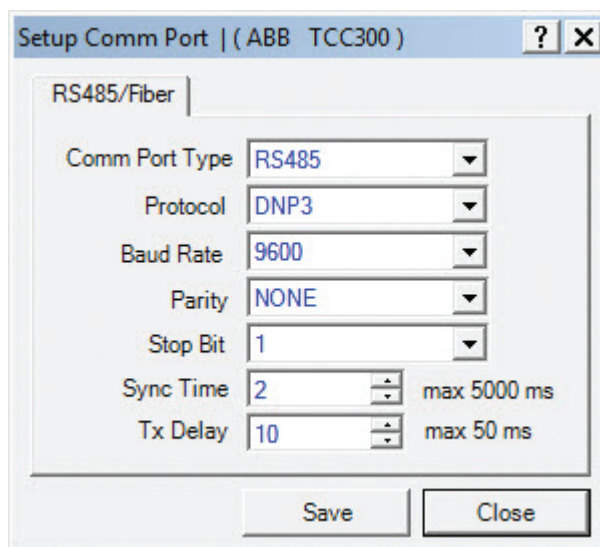 Setup Comm Port | ( ABB TCC300 ) ?
RS485/Fiber
Comm Port Type RS485
Protocol DNP3
Baud Rate 9600
Parity NONE
Stop Bit 1
Sync Time 2 max 5000 ms
Tx Delay 10 max 50 ms
Save Close